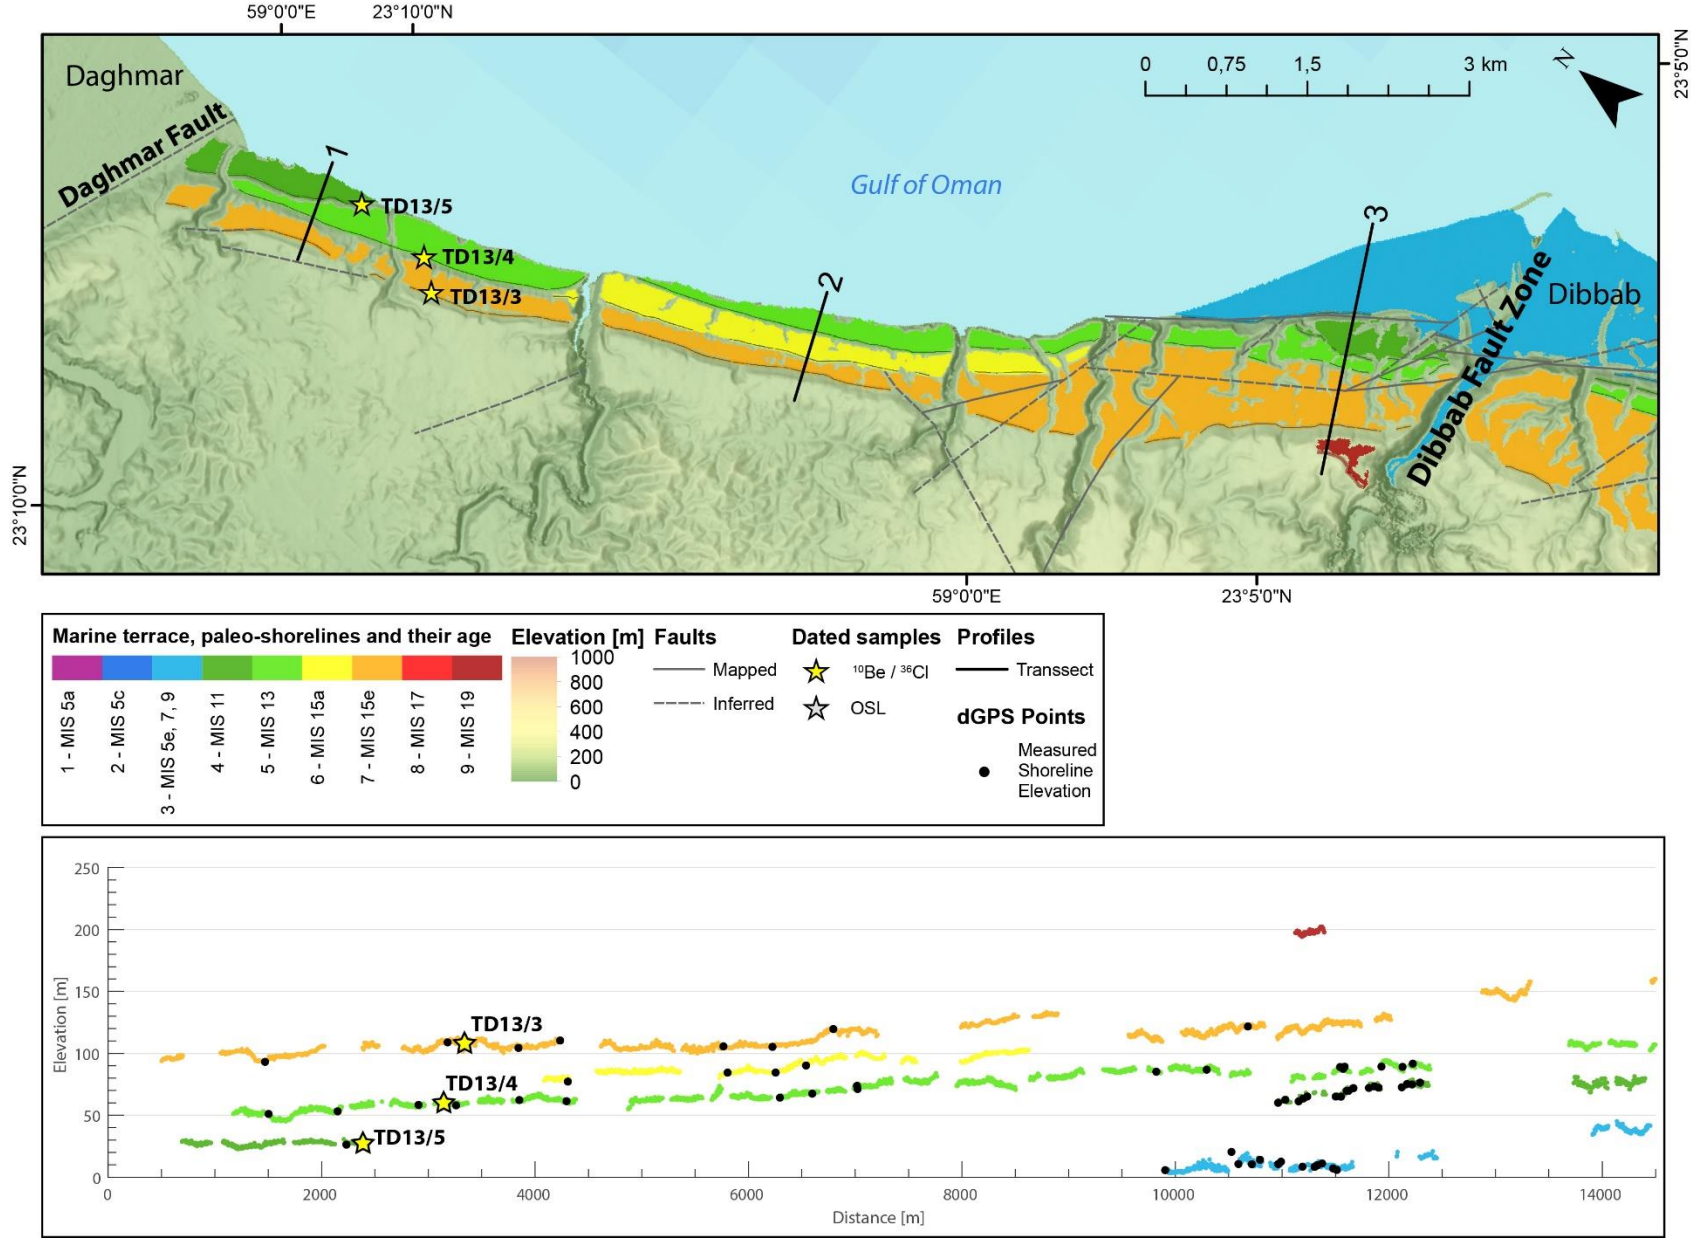 59°0'0"E
23°10'0"N
Daghmar
0
0,75
1,5
3 km
N
23°5'0"N
Daghmar Fault
1
TD13/5
Gulf of Oman
TD13/4
TD13/3
2
3
Dibbab
Dibbab Fault Zone
23°10'0"N
59°0'0"E
23°5'0"N
Marine terrace, paleo-shorelines and their age
1 - MIS 5a
2 - MIS 5c
3 - MIS 5e, 7, 9
4 - MIS 11
5 - MIS 13
6 - MIS 15a
7 - MIS 15e
8 - MIS 17
9 - MIS 19
Elevation [m]
1000
800
600
400
200
0
Faults
Mapped
Inferred
Dated samples
¹⁰Be / ³⁶Cl
OSL
Profiles
Transsect
dGPS Points
Measured
Shoreline
Elevation
250
200
150
100
50
0
Elevation [m]
TD13/3
TD13/4
TD13/5
0
2000
4000
6000
8000
10000
12000
14000
Distance [m]